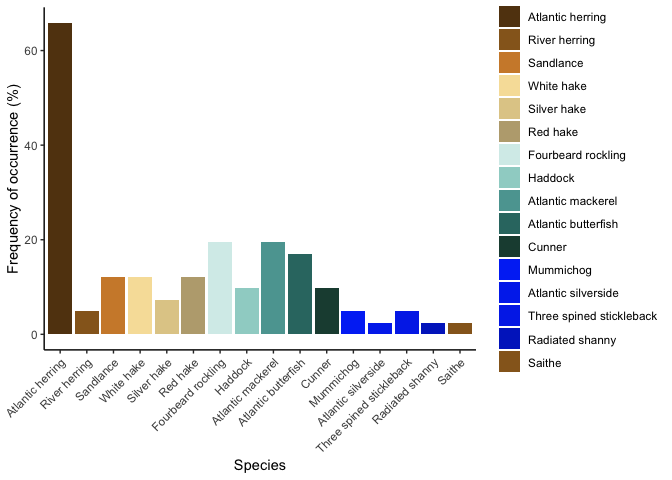 Frequency of occurrence (%)
60
40
20
0
Atlantic herring
River herring
Sandlance
White hake
Silver hake
Red hake
Fourbeard rockling
Haddock
Atlantic mackerel
Atlantic butterfish
Cunner
Mummichog
Atlantic silverside
Three spined stickleback
Radiated shanny
Saithe
Species
Atlantic herring
River herring
Sandlance
White hake
Silver hake
Red hake
Fourbeard rockling
Haddock
Atlantic mackerel
Atlantic butterfish
Cunner
Mummichog
Atlantic silverside
Three spined stickleback
Radiated shanny
Saithe